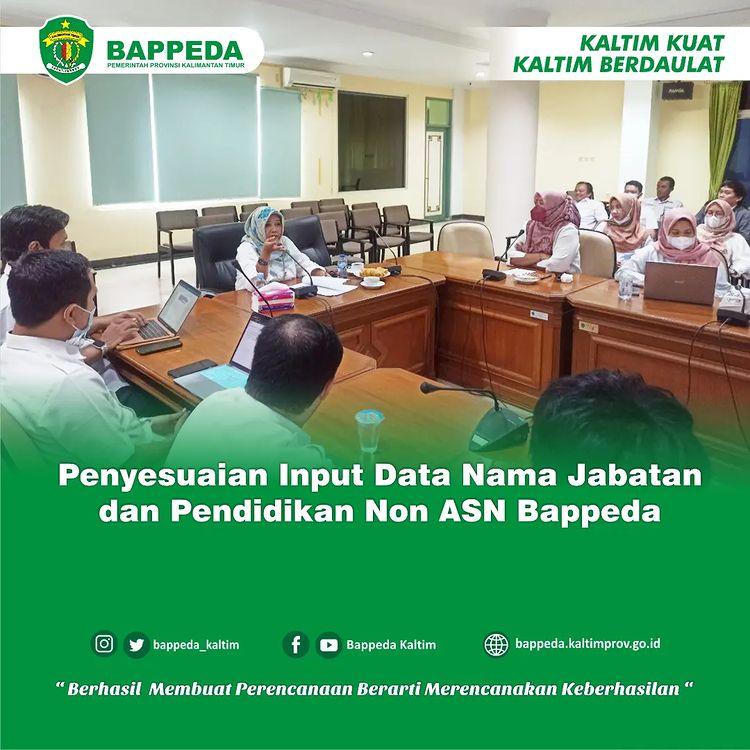 BAPPEDA
PEMERINTAH PROVINSI KALIMANTAN TIMUR
KALTIM KUAT
KALTIM BERDAULAT
Penyesuaian Input Data Nama Jabatan
dan Pendidikan Non ASN Bappeda
bappeda_kaltim
Bappeda Kaltim
bappeda.kaltimprov.go.id
“ Berhasil Membuat Perencanaan Berarti Merencanakan Keberhasilan “